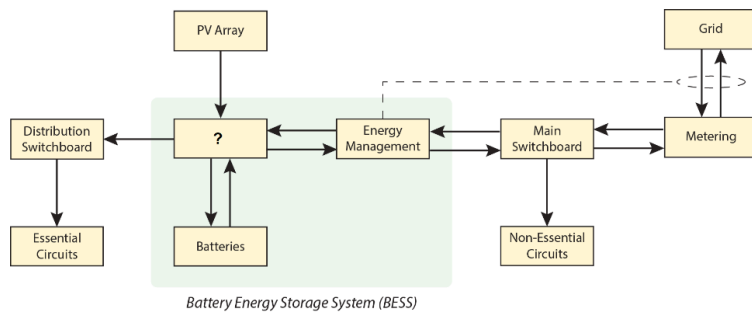 PV Array
Grid
Distribution
Switchboard
?
Energy
Management
Main
Switchboard
Metering
Essential
Circuits
Batteries
Non-Essential
Circuits
Battery Energy Storage System (BESS)